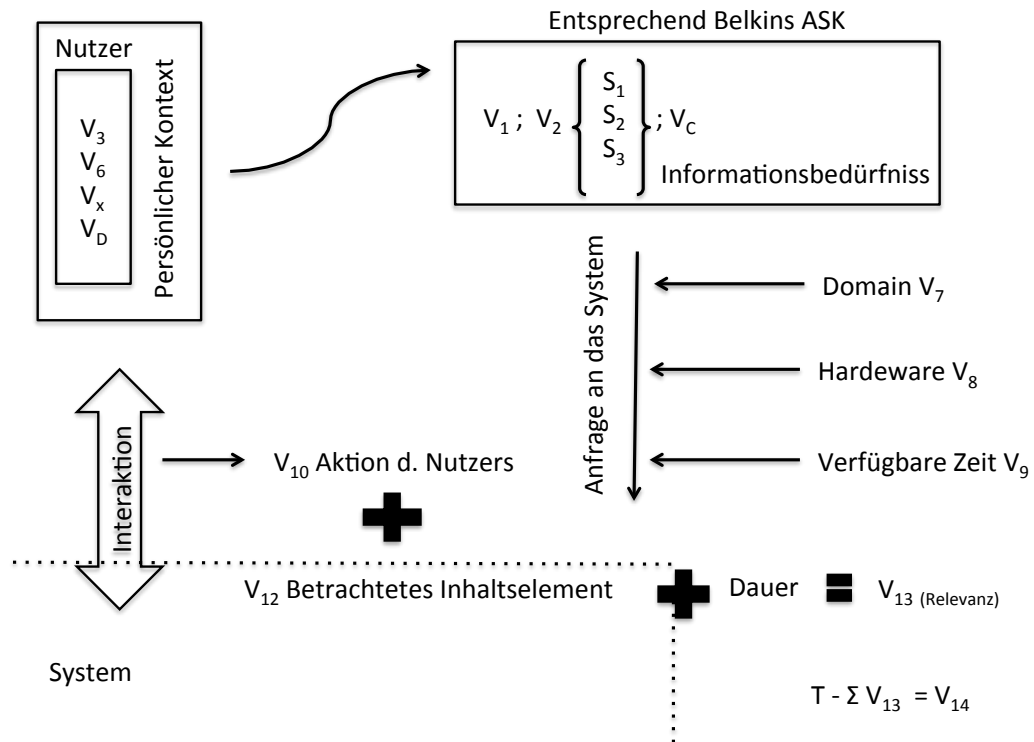 Entsprechend Belkins ASK
Nutzer
V3
V6
Vx
VD
Persönlicher Kontext
V1 ; V2 { S1 S2 S3 } ; VC
Informationsbedürfniss
Anfrage an das System
Domain V7
Hardeware V8
Verfügbare Zeit V9
Interaktion
V10 Aktion d. Nutzers
V12 Betrachtetes Inhaltselement
Dauer = V13 (Relevanz)
System
T - Σ V13 = V14